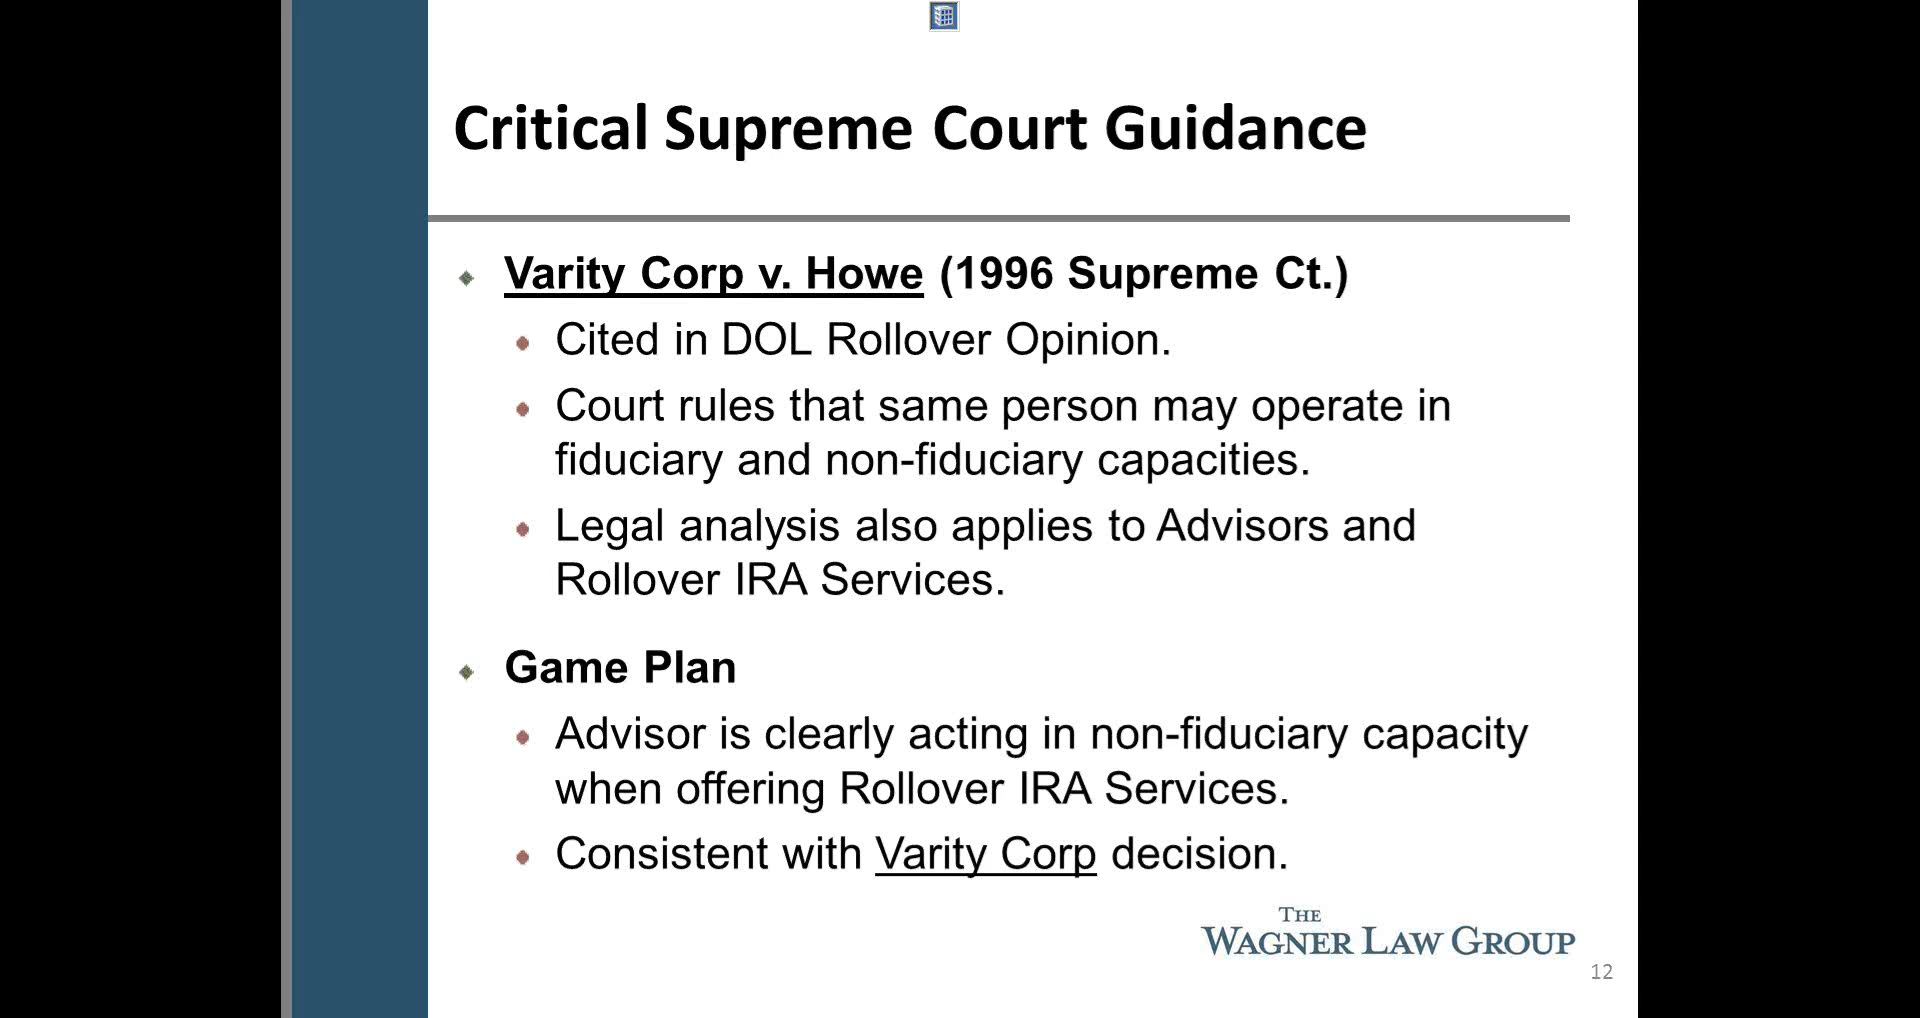 Critical Supreme Court Guidance
Varity Corp v. Howe (1996 Supreme Ct.)
Cited in DOL Rollover Opinion.
Court rules that same person may operate in
fiduciary and non-fiduciary capacities.
Legal analysis also applies to Advisors and
Rollover IRA Services.
Game Plan
Advisor is clearly acting in non-fiduciary capacity
when offering Rollover IRA Services.
Consistent with Varity Corp decision.
THE
WAGNER LAW GROUP
12